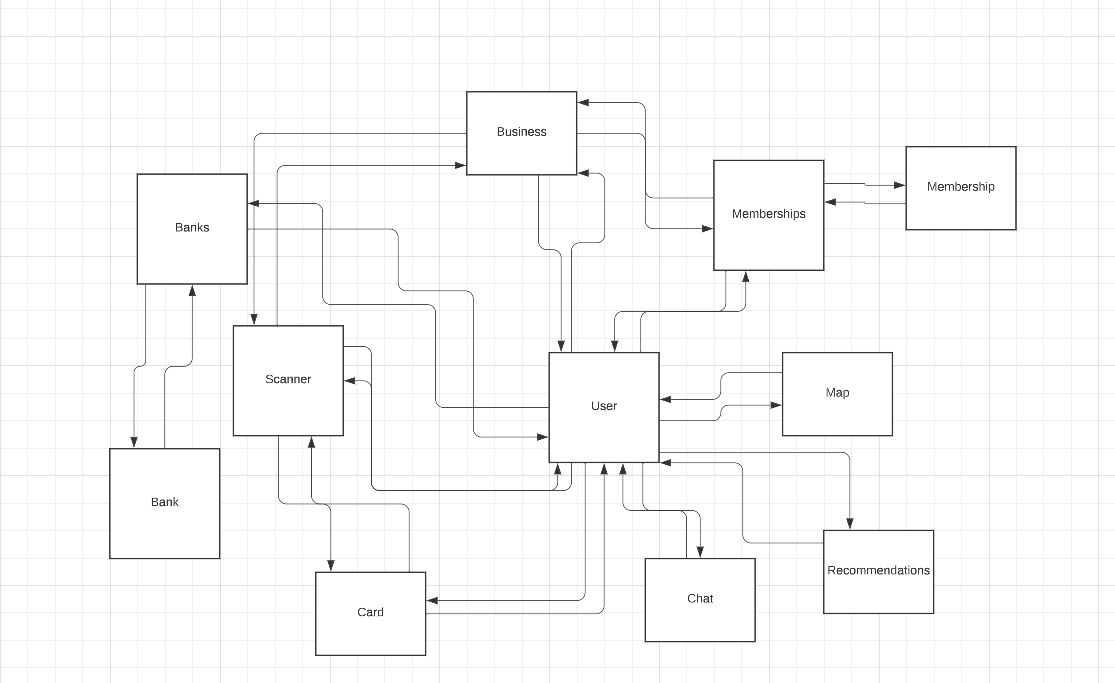 Business
Membership
Memberships
Banks
Scanner
Map
User
Bank
Recommendations
Chat
Card